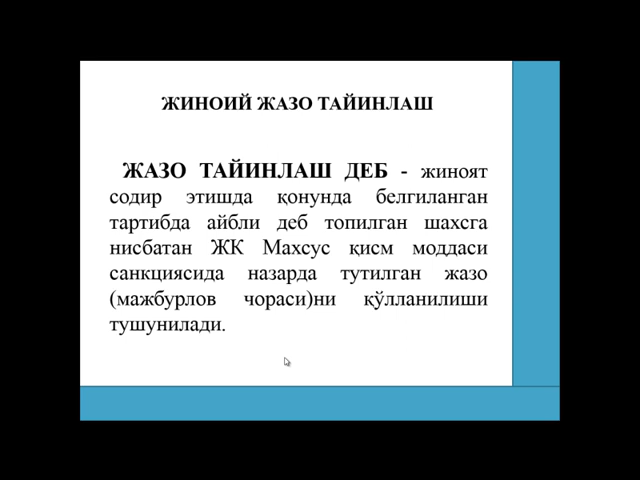 ЖИНОИЙ ЖАЗО ТАЙИНЛАШ
ЖАЗО ТАЙИНЛАШ ДЕБ - жиноят
содир этишда қонунда белгиланган
тартибда айбли деб топилган шахсга
нисбатан ЖК Махсус қисм моддаси
санкциясида назарда тутилган жазо
(мажбурлов чораси)ни қўлланилиши
тушунилади.